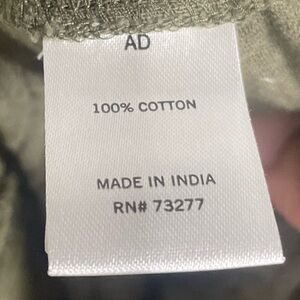 AD
100% COTTON
MADE IN INDIA
RN# 73277